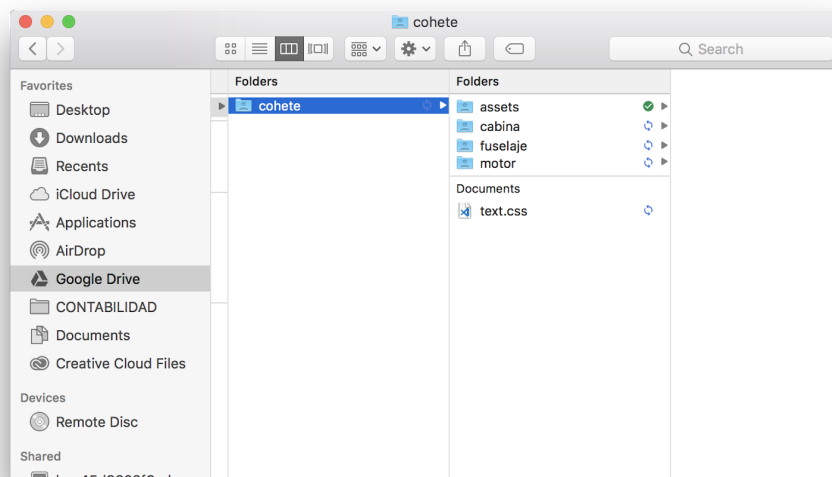 cohete
Search
Favorites
Desktop
Downloads
Recents
iCloud Drive
Applications
AirDrop
Google Drive
CONTABILIDAD
Documents
Creative Cloud Files
Devices
Remote Disc
Shared
Folders
cohete
Folders
assets
cabina
fuselaje
motor
Documents
text.css